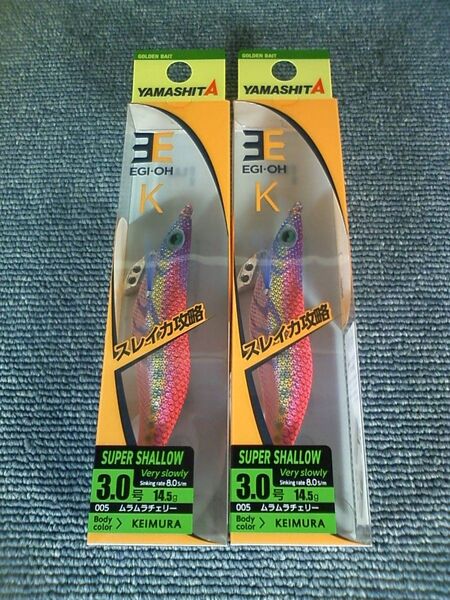 GOLDEN BAIT
YAMASHITA
EGI-OH
K
スレイカ攻略
SUPER SHALLOW
Very slowly
Sinking rate 8.0 s/m
3.0号 14.5g
005 ムラムラチェリー
Body color > KEIMURA
GOLDEN BAIT
YAMASHITA
EGI-OH
K
スレイカ攻略
SUPER SHALLOW
Very slowly
Sinking rate 8.0 s/m
3.0号 14.5g
005 ムラムラチェリー
Body color > KEIMURA